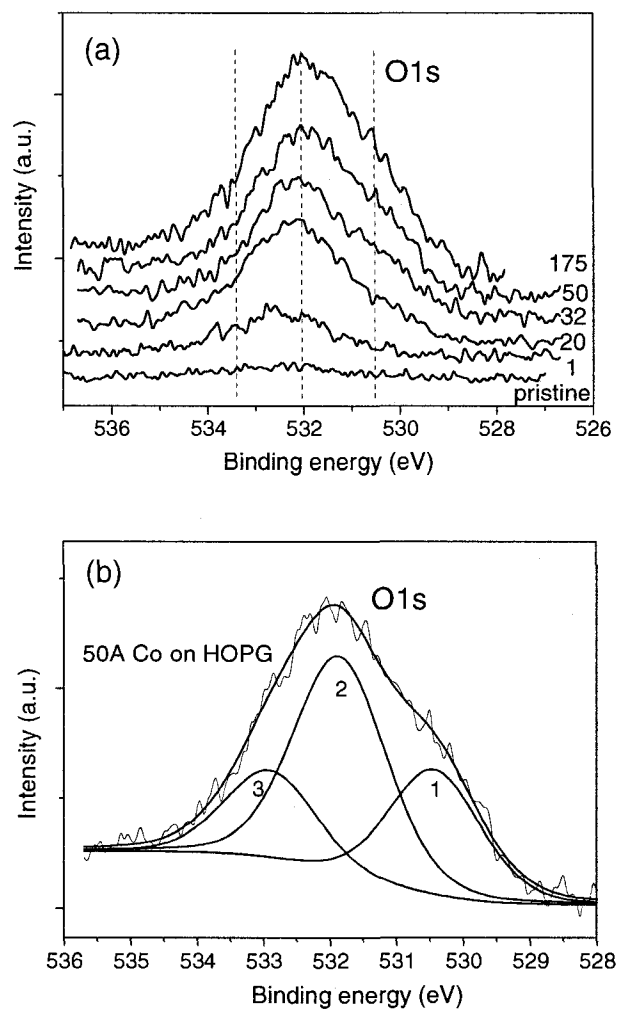 (a)
O1s
Intensity (a.u.)
175
50
32
20
1
pristine
536 534 532 530 528 526
Binding energy (eV)
(b)
O1s
50A Co on HOPG
2
3
1
Intensity (a.u.)
536 535 534 533 532 531 530 529 528
Binding energy (eV)